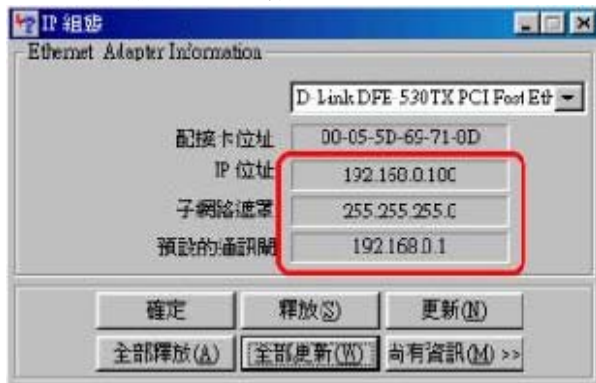 IP 組態
Ethernet Adapter Information
D-Link DFE-530TX PCI Fast Eth
配接卡位址 00-05-5D-69-71-8D
IP 位址 192.168.0.100
子網路遮罩 255.255.255.0
預設的通訊閘 192.168.0.1
確定 釋放(S) 更新(N)
全部釋放(A) 全部更新(W) 尚有資訊(M) >>